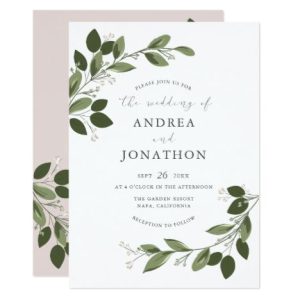 PLEASE JOIN US FOR
the wedding of
ANDREA
and
JONATHON
SEPT 26 20XX
AT 4 O'CLOCK IN THE AFTERNOON
THE GARDEN RESORT
NAPA, CALIFORNIA
RECEPTION TO FOLLOW